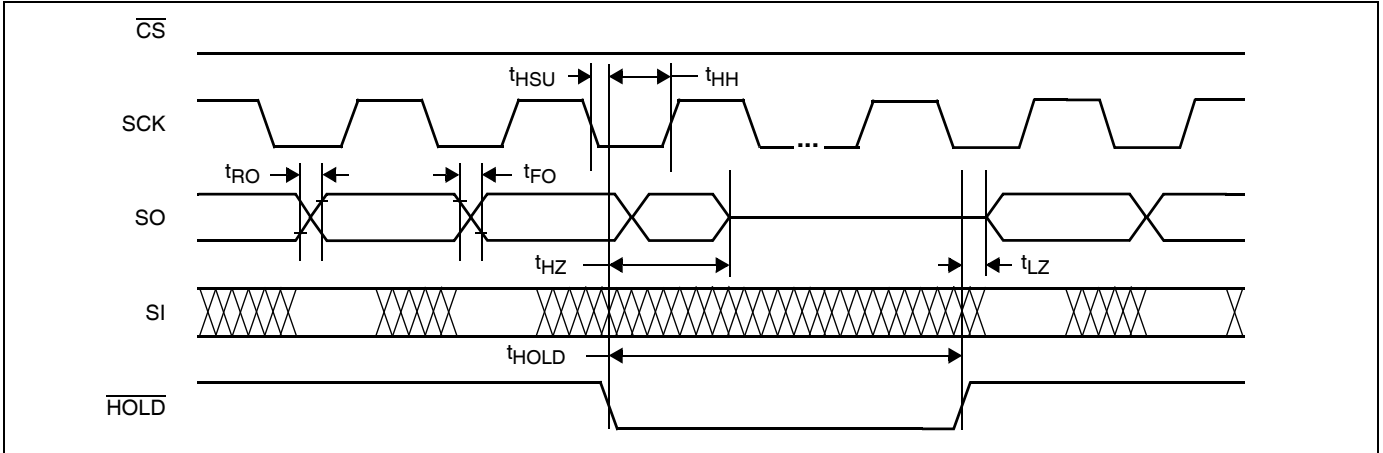 CS
tHSU tHH
SCK
...
tRO tFO
SO
tHZ tLZ
SI
tHOLD
HOLD